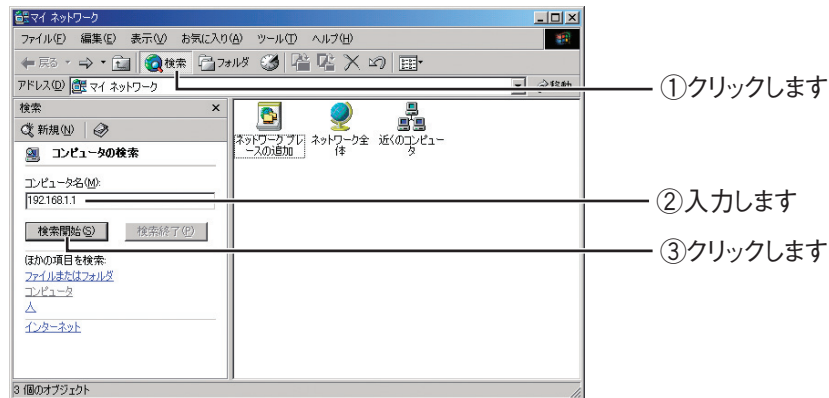 マイ ネットワーク
ファイル(F) 編集(E) 表示(V) お気に入り(A) ツール(T) ヘルプ(H)
戻る 検索 フォルダ
アドレス(D) マイ ネットワーク 移動
①クリックします
検索
新規(N)
コンピュータの検索
コンピュータ名(M):
192.168.1.1
②入力します
検索開始(S) 検索終了(P)
③クリックします
ほかの項目を検索:
ファイルまたはフォルダ
コンピュータ
人
インターネット
ネットワーク プレ
ースの追加
ネットワーク全
体
近くのコンピュー
タ
3 個のオブジェクト